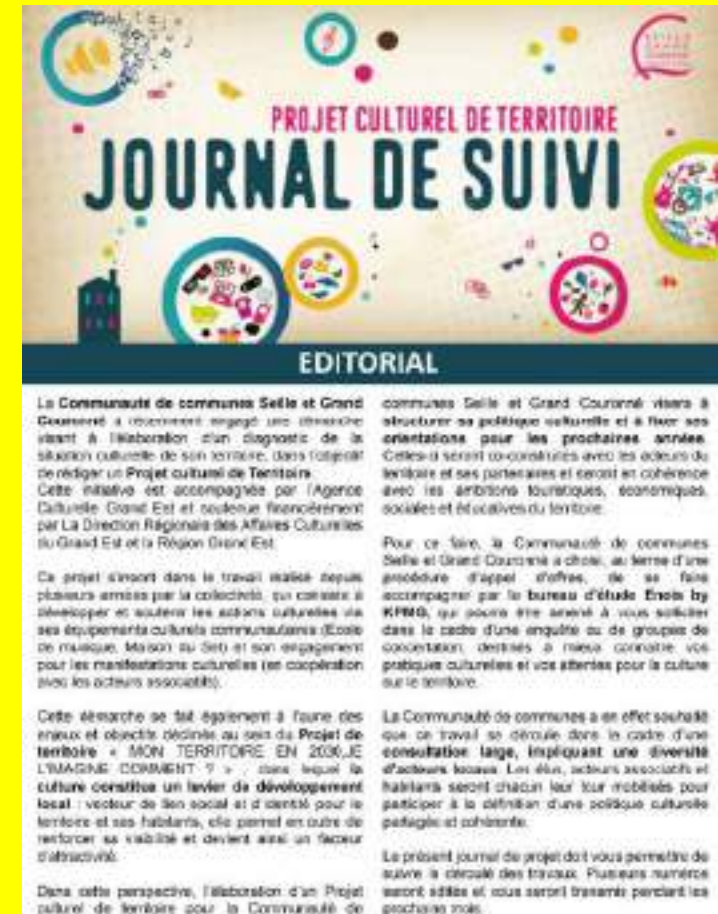 PROJET CULTUREL DE TERRITOIRE
JOURNAL DE SUIVI
EDITORIAL
La Communauté de communes Seille et Grand
Couronné a récemment engagé une démarche
visant à l'élaboration d'un diagnostic de la
situation culturelle de son territoire, dans l'objectif
de rédiger un Projet culturel de Territoire.
Cette initiative est accompagnée par l'Agence
Culturelle Grand Est et soutenue financièrement
par La Direction Régionale des Affaires Culturelles
du Grand Est et la Région Grand Est.
Ce projet s'inscrit dans le travail réalisé depuis
plusieurs années par la collectivité, qui consiste à
développer et soutenir les actions culturelles via
ses équipements culturels communautaires (Ecole
de musique, Maison du Sel) et son engagement
pour les manifestations culturelles (en coopération
avec les acteurs associatifs).
Cette démarche se fait également à l'aune des
enjeux et objectifs déclinés au sein du Projet de
territoire « MON TERRITOIRE EN 2030,JE
L'IMAGINE COMMENT ? » , dans lequel la
culture constitue un levier de développement
local : vecteur de lien social et d'identité pour le
territoire et ses habitants, elle permet en outre de
renforcer sa visibilité et devient ainsi un facteur
d'attractivité.
Dans cette perspective, l'élaboration d'un Projet
culturel de territoire pour la Communauté de
communes Seille et Grand Couronné visera à
structurer sa politique culturelle et à fixer ses
orientations pour les prochaines années.
Celles-ci seront co-construites avec les acteurs du
territoire et ses partenaires et seront en cohérence
avec les ambitions touristiques, économiques,
sociales et éducatives du territoire.
Pour ce faire, la Communauté de communes
Seille et Grand Couronné a choisi, au terme d'une
procédure d'appel d'offres, de se faire
accompagner par le bureau d'étude Enoïs by
KPMG, qui pourra être amené à vous solliciter
dans le cadre d'une enquête ou de groupes de
concertation, destinés à mieux connaître vos
pratiques culturelles et vos attentes pour la culture
sur le territoire.
La Communauté de communes a en effet souhaité
que ce travail se déroule dans le cadre d'une
consultation large, impliquant une diversité
d'acteurs locaux. Les élus, acteurs associatifs et
habitants seront chacun leur tour mobilisés pour
participer à la définition d'une politique culturelle
partagée et cohérente.
Le présent journal de projet doit vous permettre de
suivre le déroulé des travaux. Plusieurs numéros
seront édités et vous seront transmis pendant les
prochains mois.